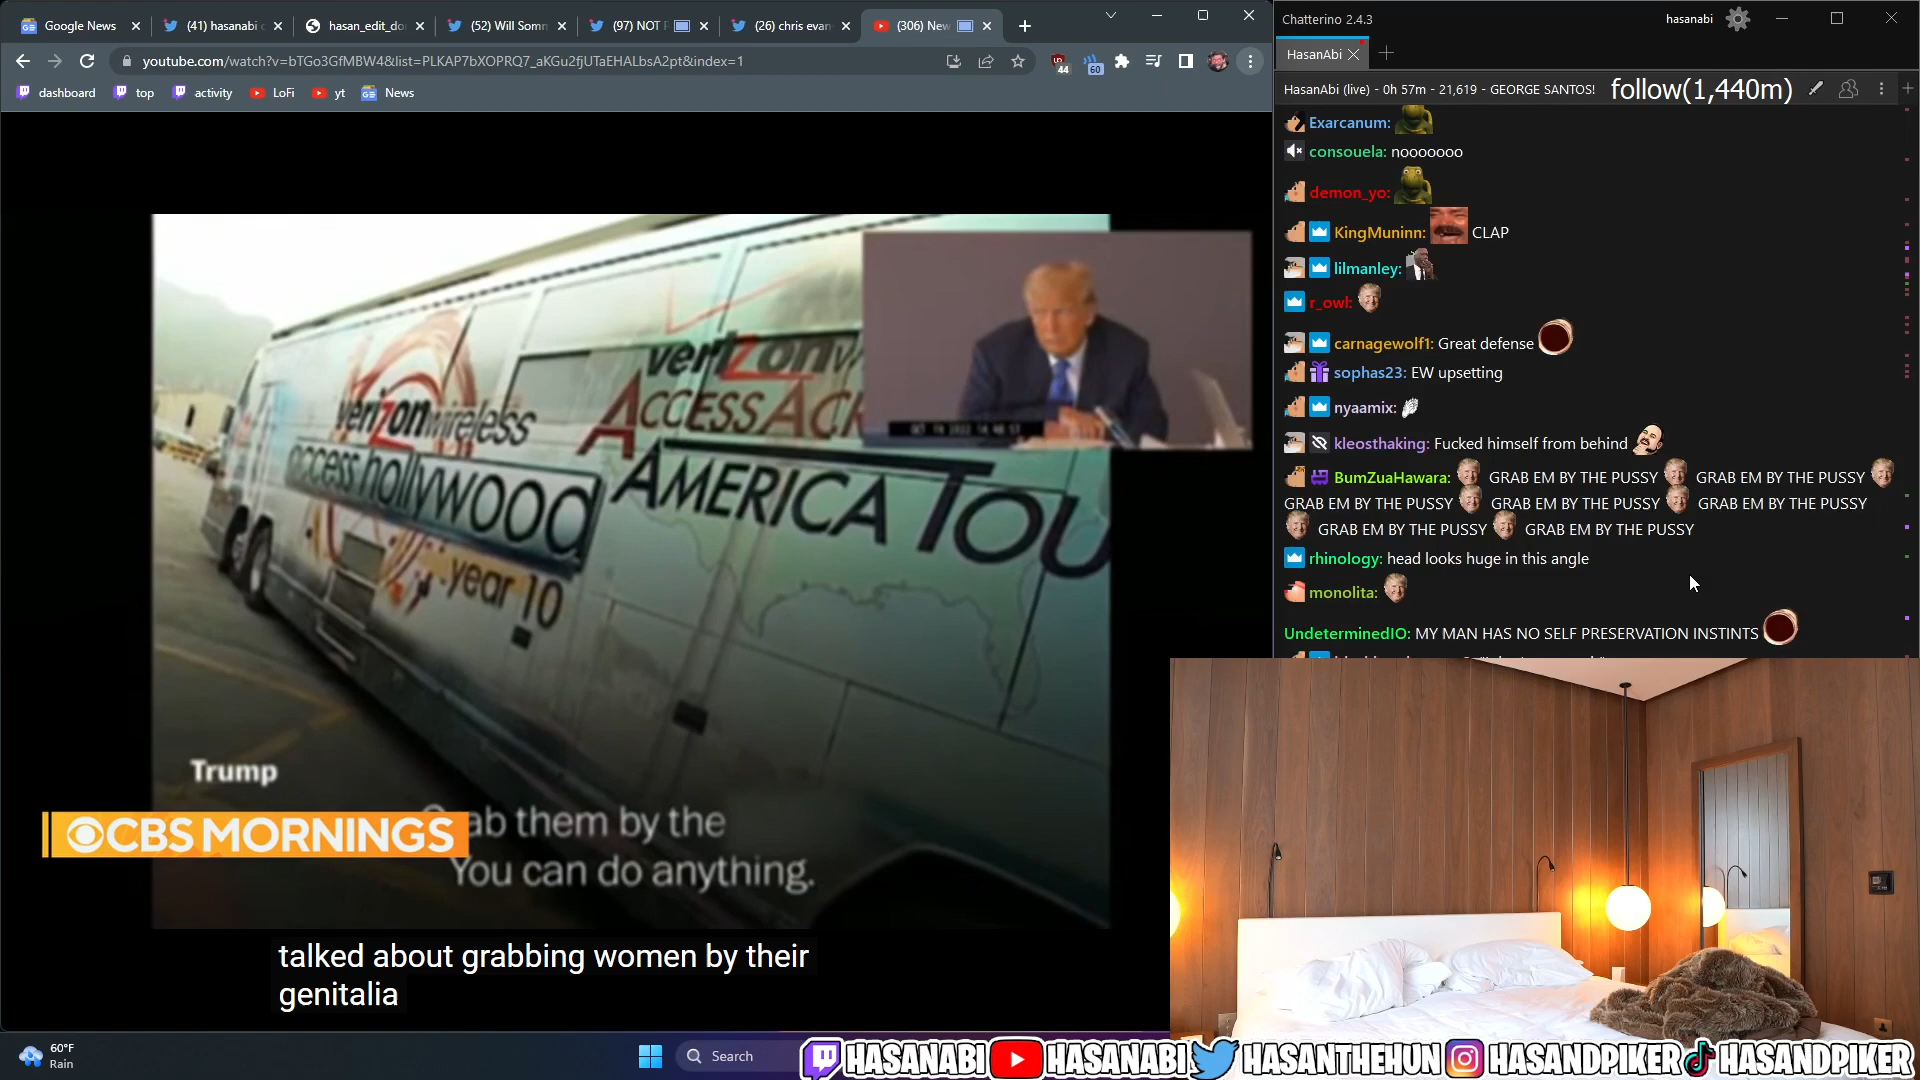 Google News
(41) hasanabi
hasan_edit_do
(52) Will Somn
(97) NOT
(26) chris evan
(306) New
youtube.com/watch?v=bTGo3GfMBW4&list=PLKAP7bXOPRQ7_aKGu2fjUTaEHALbsA2pt&index=1
44
60
dashboard
top
activity
LoFi
yt
News
verizonwireless
access hollywood
year 10
verizon
ACCESS
AMERICA TOU
Trump
ab them by the
You can do anything.
CBS MORNINGS
talked about grabbing women by their
genitalia
60°F
Rain
Search
Chatterino 2.4.3
hasanabi
HasanAbi
HasanAbi (live) - 0h 57m - 21,619 - GEORGE SANTOS!
follow(1,440m)
Exarcanum:
consouela: nooooooo
demon_yo:
KingMuninn: CLAP
lilmanley:
r_owl:
carnagewolf1: Great defense
sophas23: EW upsetting
nyaamix:
kleosthaking: Fucked himself from behind
BumZuaHawara: GRAB EM BY THE PUSSY GRAB EM BY THE PUSSY
GRAB EM BY THE PUSSY GRAB EM BY THE PUSSY GRAB EM BY THE PUSSY
GRAB EM BY THE PUSSY GRAB EM BY THE PUSSY
rhinology: head looks huge in this angle
monolita:
UndeterminedIO: MY MAN HAS NO SELF PRESERVATION INSTINTS
HASANABI HASANABI HASANTHEHUN HASANDPIKER HASANDPIKER